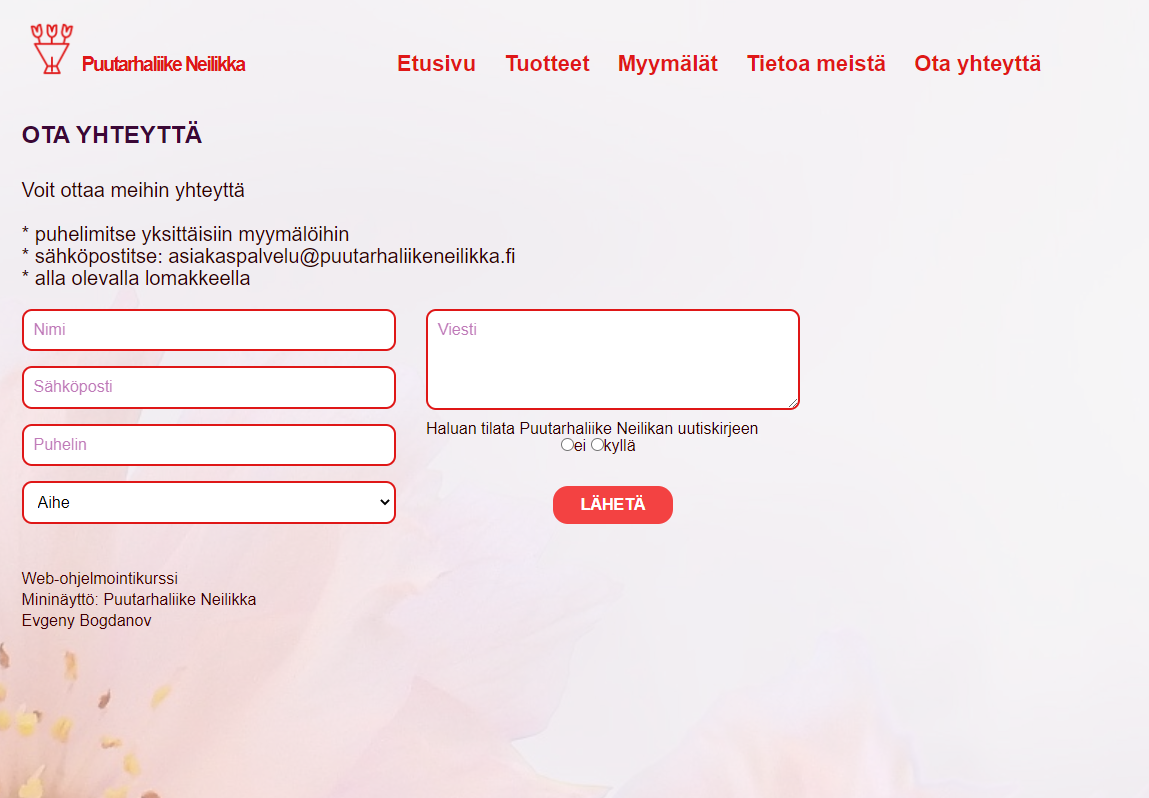 Puutarhaliike Neilikka
Etusivu Tuotteet Myymälät Tietoa meistä Ota yhteyttä
OTA YHTEYTTÄ
Voit ottaa meihin yhteyttä
* puhelimitse yksittäisiin myymälöihin
* sähköpostitse: asiakaspalvelu@puutarhaliikeneilikka.fi
* alla olevalla lomakkeella
Nimi
Sähköposti
Puhelin
Aihe
Viesti
Haluan tilata Puutarhaliike Neilikan uutiskirjeen
ei kyllä
LÄHETÄ
Web-ohjelmointikurssi
Mininäyttö: Puutarhaliike Neilikka
Evgeny Bogdanov